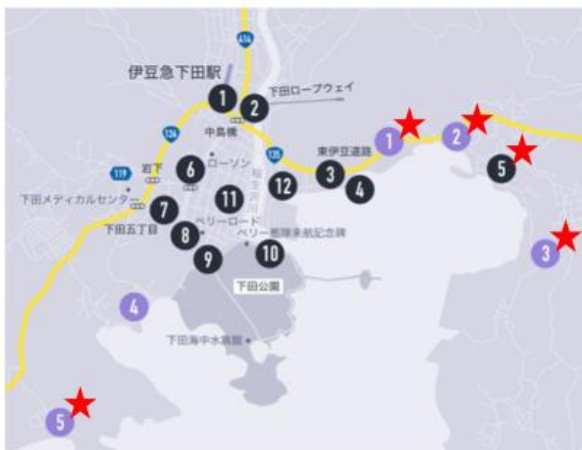 414
伊豆急下田駅
下田ロープウェイ
1
2
中島橋
136
135
東伊豆道路
1
2
岩下
ローソン
119
6
3
5
下田メディカルセンター
11
12
4
7
下田五丁目
ペリーロード
稲生沢川
8
ペリー艦隊来航記念碑
9
10
3
下田公園
4
下田海中水族館
5